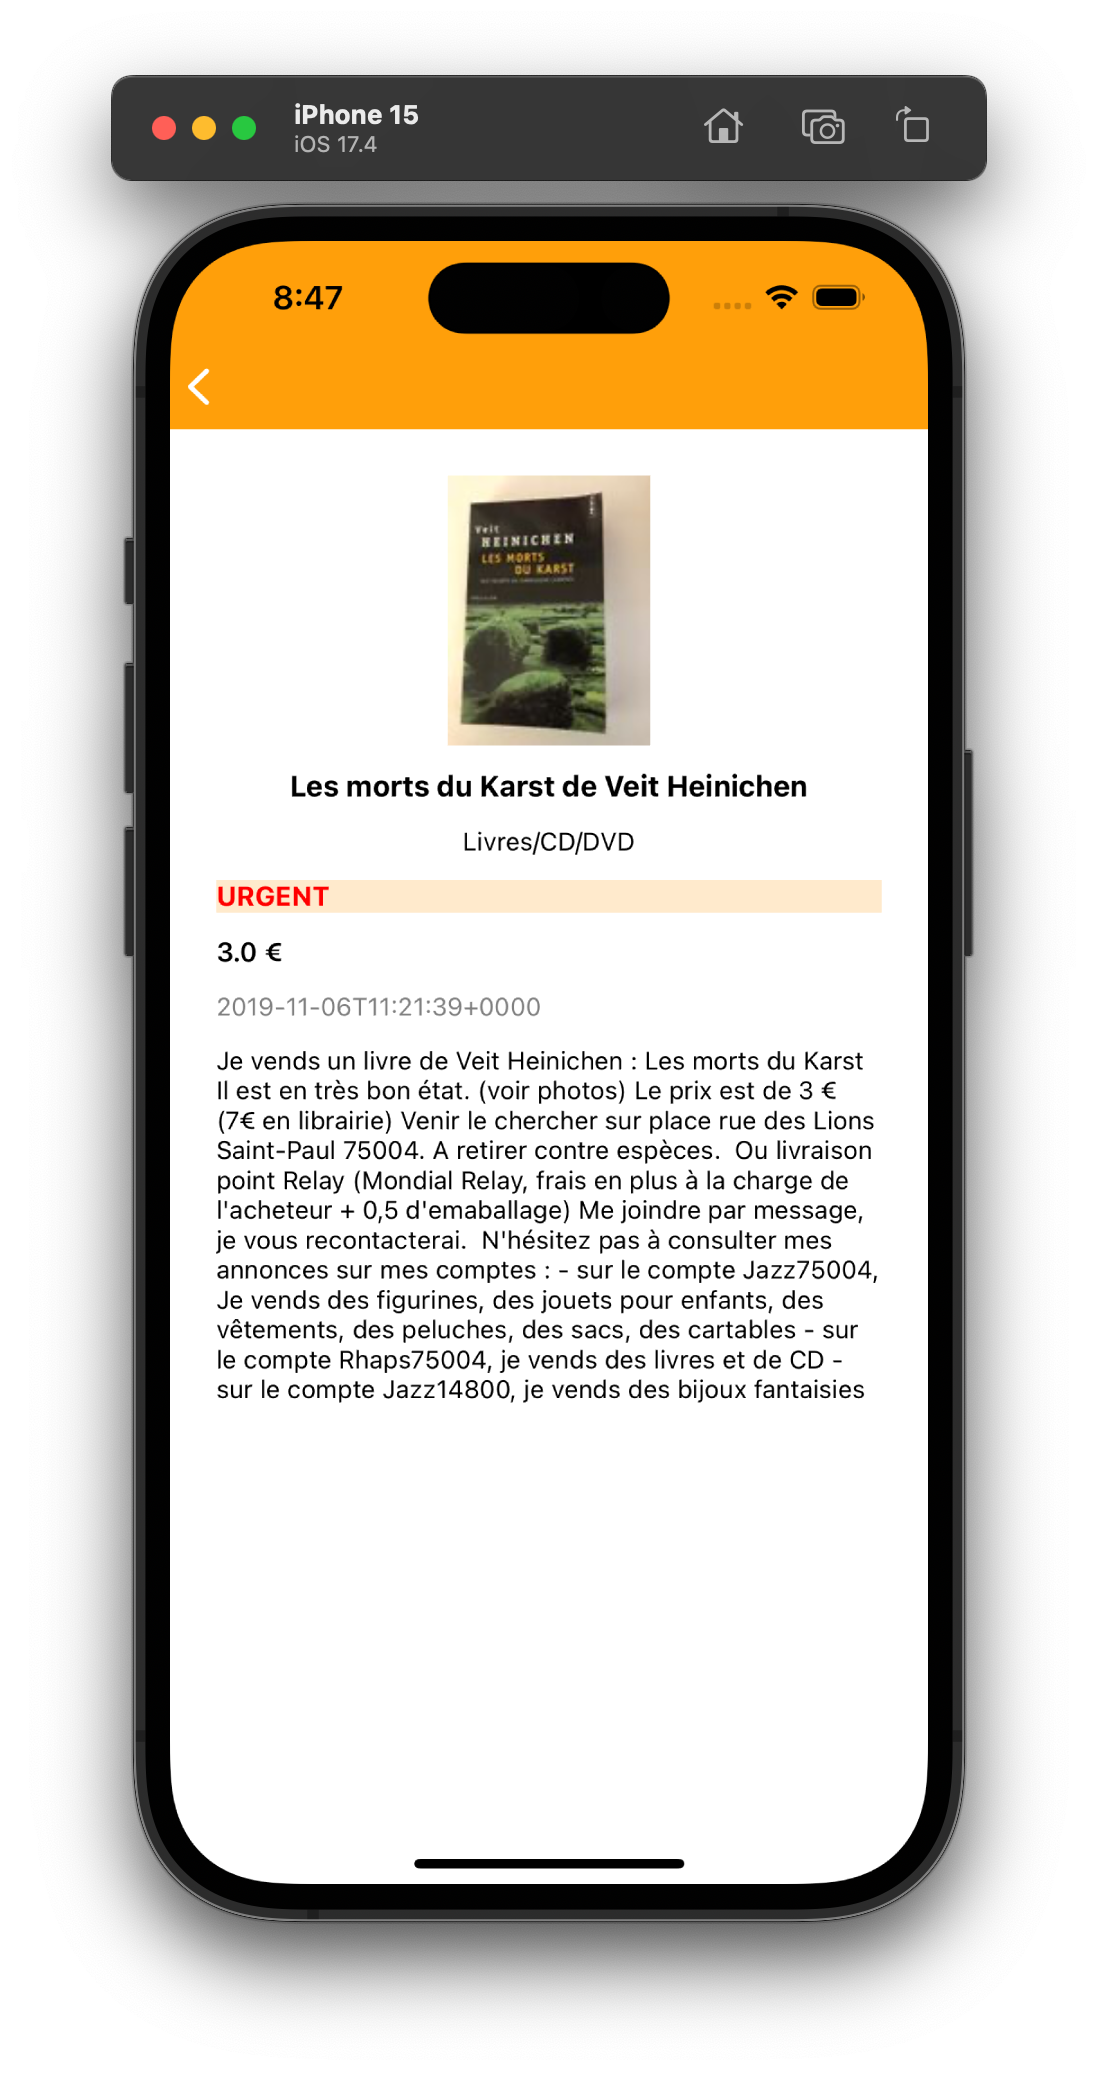 iPhone 15
iOS 17.4
8:47
Veit
HEINICHEN
LES MORTS
DU KARST
Les morts du Karst de Veit Heinichen
Livres/CD/DVD
URGENT
3.0 €
2019-11-06T11:21:39+0000
Je vends un livre de Veit Heinichen : Les morts du Karst
Il est en très bon état. (voir photos) Le prix est de 3 €
(7€ en librairie) Venir le chercher sur place rue des Lions
Saint-Paul 75004. A retirer contre espèces.  Ou livraison
point Relay (Mondial Relay, frais en plus à la charge de
l'acheteur + 0,5 d'emaballage) Me joindre par message,
je vous recontacterai.  N'hésitez pas à consulter mes
annonces sur mes comptes : - sur le compte Jazz75004,
Je vends des figurines, des jouets pour enfants, des
vêtements, des peluches, des sacs, des cartables - sur
le compte Rhaps75004, je vends des livres et de CD -
sur le compte Jazz14800, je vends des bijoux fantaisies